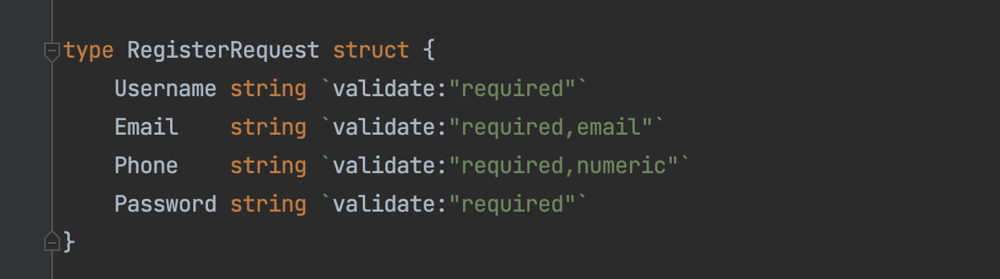 type RegisterRequest struct {
    Username string `validate:"required"`
    Email    string `validate:"required,email"`
    Phone    string `validate:"required,numeric"`
    Password string `validate:"required"`
}